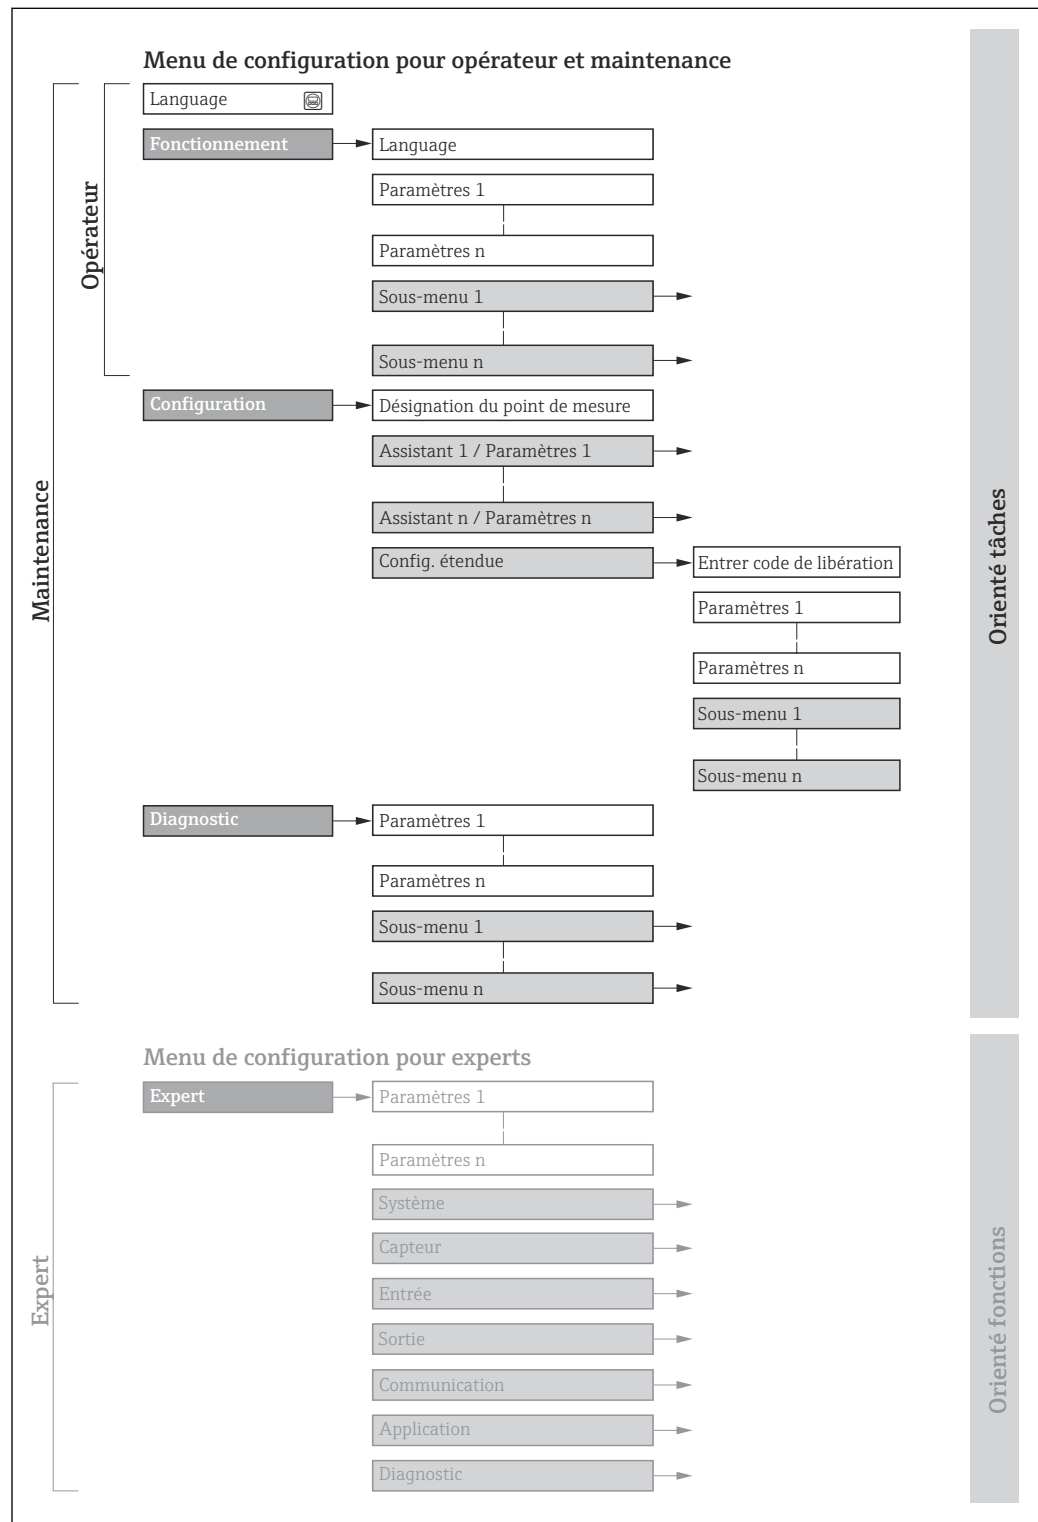 Menu de configuration pour opérateur et maintenance
Language
Fonctionnement
Language
Paramètres 1
Paramètres n
Sous-menu 1
Sous-menu n
Opérateur
Configuration
Désignation du point de mesure
Assistant 1 / Paramètres 1
Assistant n / Paramètres n
Config. étendue
Entrer code de libération
Paramètres 1
Paramètres n
Sous-menu 1
Sous-menu n
Maintenance
Orienté tâches
Diagnostic
Paramètres 1
Paramètres n
Sous-menu 1
Sous-menu n
Menu de configuration pour experts
Expert
Paramètres 1
Paramètres n
Système
Capteur
Entrée
Sortie
Communication
Application
Diagnostic
Expert
Orienté fonctions